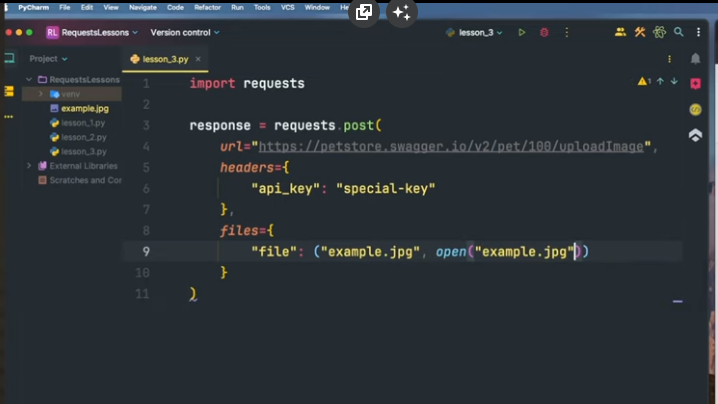 PyCharm File Edit View Navigate Code Refactor Run Tools VCS Window
RL RequestsLessons Version control lesson_3
Project
lesson_3.py
RequestsLessons
venv
example.jpg
lesson_1.py
lesson_2.py
lesson_3.py
External Libraries
Scratches and Cor
1
1 import requests
2
3 response = requests.post(
4 url="https://petstore.swagger.io/v2/pet/100/uploadImage",
5 headers={
6 "api_key": "special-key"
7 },
8 files={
9 "file": ("example.jpg", open("example.jpg"))
10 }
11 )